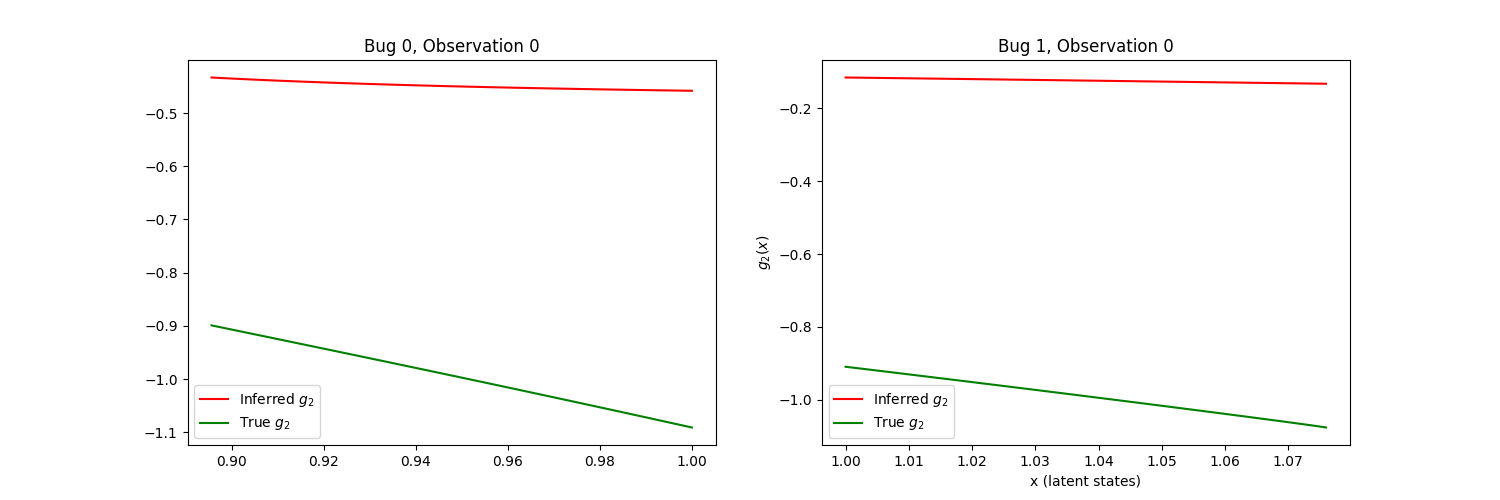 Bug 0, Observation 0
−0.5
−0.6
−0.7
−0.8
−0.9
−1.0
−1.1
Inferred g₂
True g₂
0.90 0.92 0.94 0.96 0.98 1.00
Bug 1, Observation 0
g₂(x)
−0.2
−0.4
−0.6
−0.8
−1.0
Inferred g₂
True g₂
1.00 1.01 1.02 1.03 1.04 1.05 1.06 1.07
x (latent states)